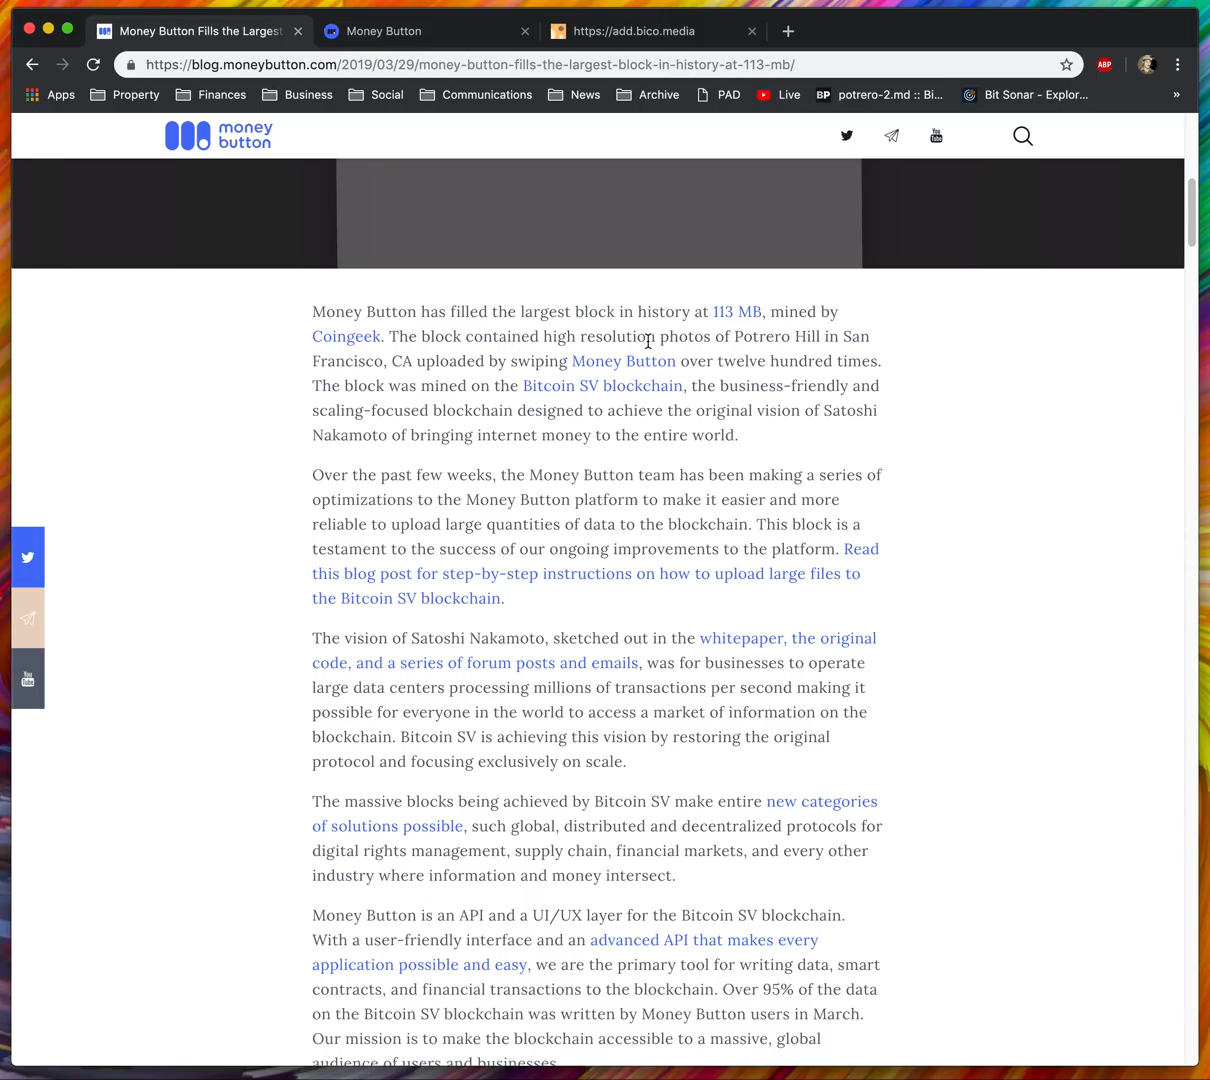 Money Button Fills the Largest
Money Button
https://add.bico.media
https://blog.moneybutton.com/2019/03/29/money-button-fills-the-largest-block-in-history-at-113-mb/
ABP
Apps Property Finances Business Social Communications News Archive PAD Live BP potrero-2.md :: Bi... Bit Sonar - Explor... »
money
button
You
Tube
Money Button has filled the largest block in history at 113 MB, mined by
Coingeek. The block contained high resolution photos of Potrero Hill in San
Francisco, CA uploaded by swiping Money Button over twelve hundred times.
The block was mined on the Bitcoin SV blockchain, the business-friendly and
scaling-focused blockchain designed to achieve the original vision of Satoshi
Nakamoto of bringing internet money to the entire world.
Over the past few weeks, the Money Button team has been making a series of
optimizations to the Money Button platform to make it easier and more
reliable to upload large quantities of data to the blockchain. This block is a
testament to the success of our ongoing improvements to the platform. Read
this blog post for step-by-step instructions on how to upload large files to
the Bitcoin SV blockchain.
The vision of Satoshi Nakamoto, sketched out in the whitepaper, the original
code, and a series of forum posts and emails, was for businesses to operate
large data centers processing millions of transactions per second making it
possible for everyone in the world to access a market of information on the
blockchain. Bitcoin SV is achieving this vision by restoring the original
protocol and focusing exclusively on scale.
You
Tube
The massive blocks being achieved by Bitcoin SV make entire new categories
of solutions possible, such global, distributed and decentralized protocols for
digital rights management, supply chain, financial markets, and every other
industry where information and money intersect.
Money Button is an API and a UI/UX layer for the Bitcoin SV blockchain.
With a user-friendly interface and an advanced API that makes every
application possible and easy, we are the primary tool for writing data, smart
contracts, and financial transactions to the blockchain. Over 95% of the data
on the Bitcoin SV blockchain was written by Money Button users in March.
Our mission is to make the blockchain accessible to a massive, global
audience of users and businesses.